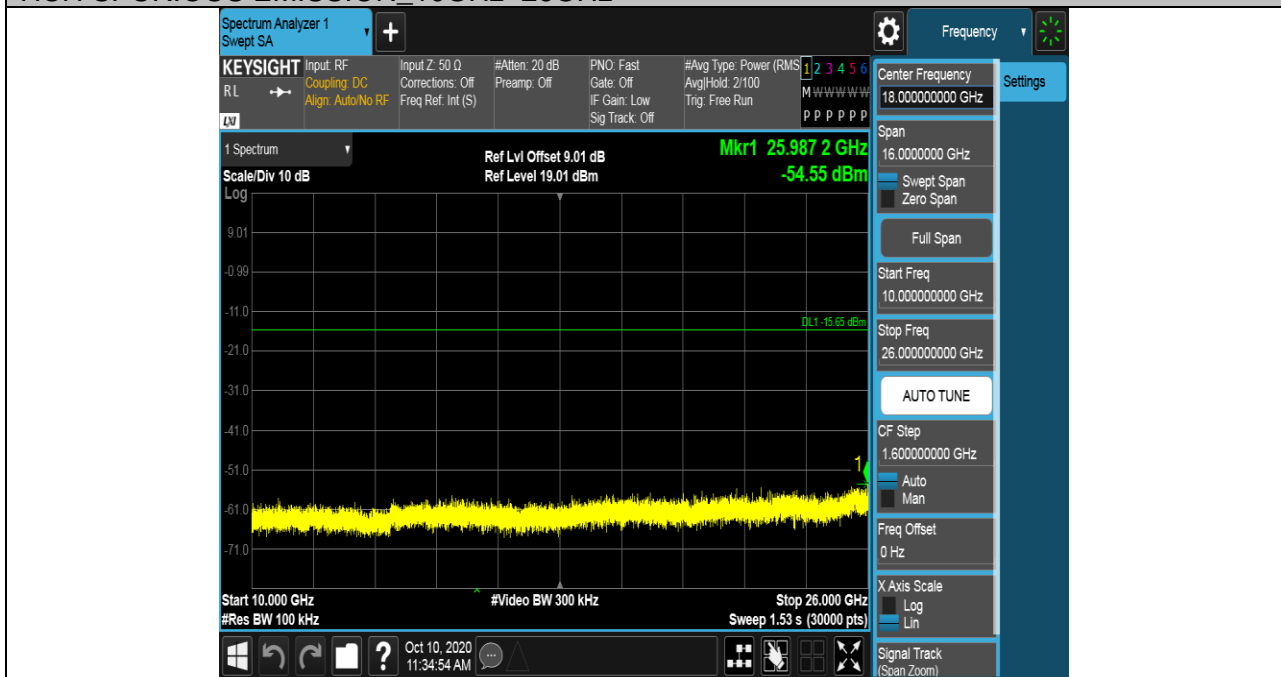 Spectrum Analyzer 1
Swept SA
+
Frequency
KEYSIGHT
RL
LXI
Input: RF
Coupling: DC
Align: Auto/No RF
Input Z: 50 Ω
Corrections: Off
Freq Ref: Int (S)
#Atten: 20 dB
Preamp: Off
PNO: Fast
Gate: Off
IF Gain: Low
Sig Track: Off
#Avg Type: Power (RMS
Avg|Hold: 2/100
Trig: Free Run
1 2 3 4 5 6
M W W W W W
P P P P P P
1 Spectrum
Scale/Div 10 dB
Log
Ref Lvl Offset 9.01 dB
Ref Level 19.01 dBm
Mkr1 25.987 2 GHz
-54.55 dBm
9.01
-0.99
-11.0
DL1 -15.65 dBm
-21.0
-31.0
-41.0
-51.0
1
-61.0
-71.0
Start 10.000 GHz
#Res BW 100 kHz
#Video BW 300 kHz
Stop 26.000 GHz
Sweep 1.53 s (30000 pts)
?
Oct 10, 2020
11:34:54 AM
Center Frequency
18.000000000 GHz
Span
16.0000000 GHz
Swept Span
Zero Span
Full Span
Start Freq
10.000000000 GHz
Stop Freq
26.000000000 GHz
AUTO TUNE
CF Step
1.600000000 GHz
Auto
Man
Freq Offset
0 Hz
X Axis Scale
Log
Lin
Signal Track
(Span Zoom)
Settings